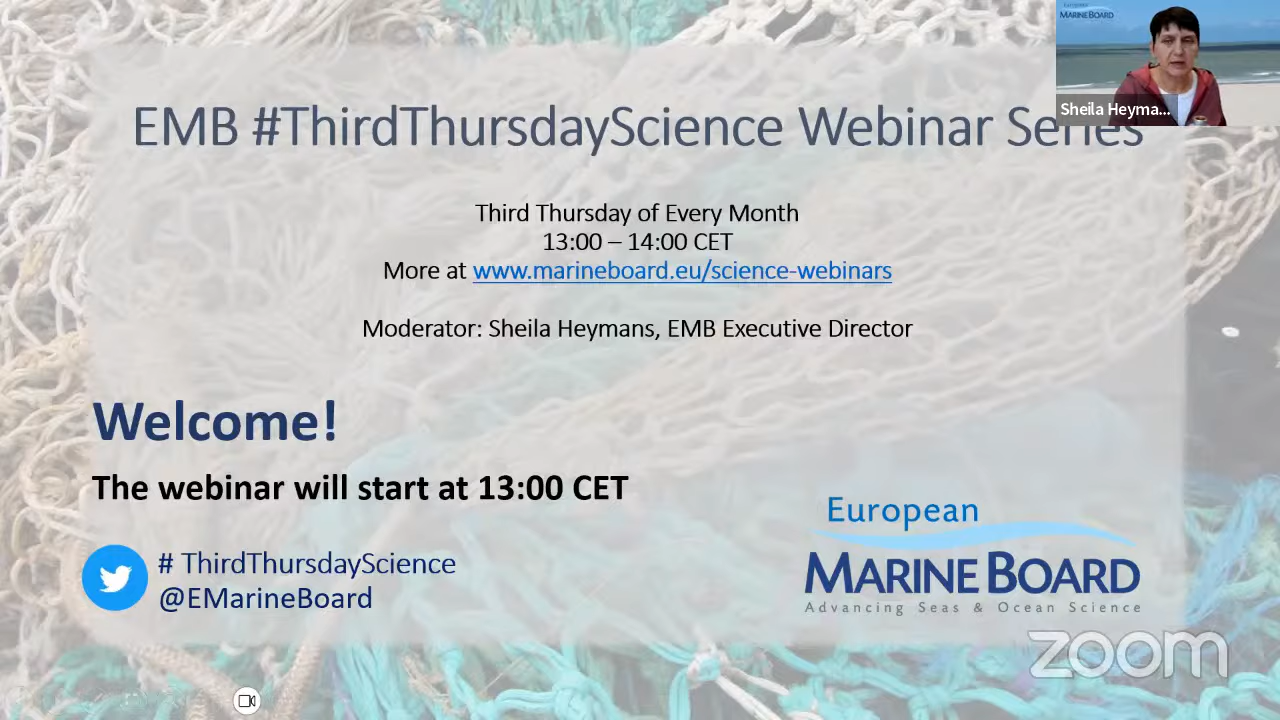 European
MARINEBOARD
Sheila Heyma...
EMB #ThirdThursdayScience Webinar Series
Third Thursday of Every Month
13:00 – 14:00 CET
More at www.marineboard.eu/science-webinars
Moderator: Sheila Heymans, EMB Executive Director
Welcome!
The webinar will start at 13:00 CET
# ThirdThursdayScience
@EMarineBoard
European
MARINE BOARD
Advancing Seas & Ocean Science
zoom